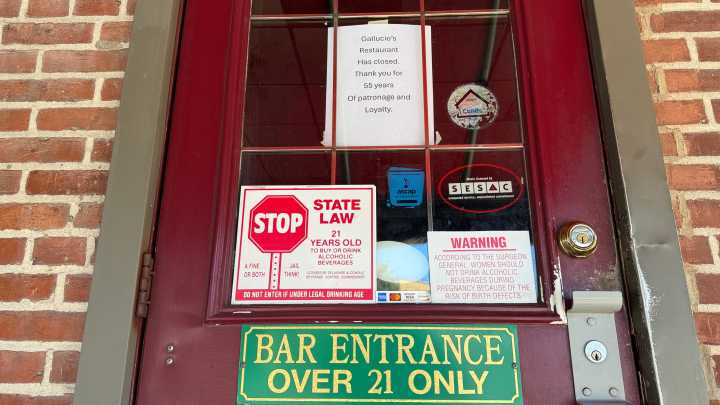 Gallucio's
Restaurant
Has closed.
Thank you for
55 years
Of patronage and
Loyalty.
ascap
SESAC
STOP
STATE
LAW
21
YEARS OLD
TO BUY OR DRINK
ALCOHOLIC
BEVERAGES
A FINE
OR BOTH
JAIL
THINK!
DO NOT ENTER IF UNDER LEGAL DRINKING AGE
VISA
WARNING
ACCORDING TO THE SURGEON
GENERAL, WOMEN SHOULD
NOT DRINK ALCOHOLIC
BEVERAGES DURING
PREGNANCY BECAUSE OF
THE RISK OF BIRTH DEFECTS.
BAR ENTRANCE
OVER 21 ONLY